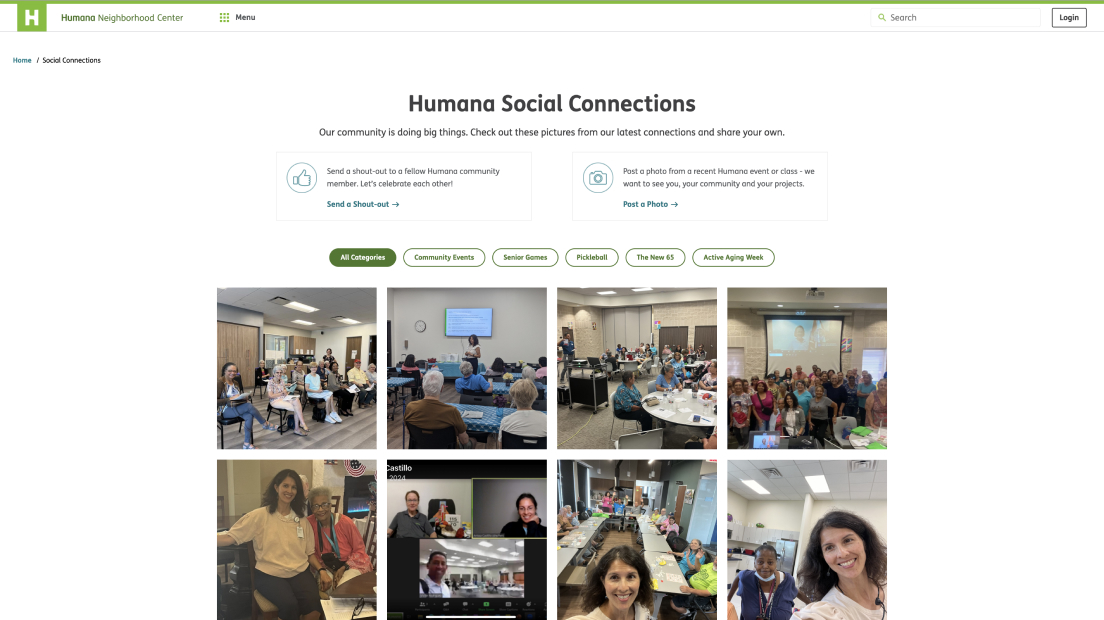 H
Humana Neighborhood Center
Menu
Search
Login
Home / Social Connections
Humana Social Connections
Our community is doing big things. Check out these pictures from our latest connections and share your own.
Send a shout-out to a fellow Humana community
member. Let's celebrate each other!
Send a Shout-out →
Post a photo from a recent Humana event or class - we
want to see you, your community and your projects.
Post a Photo →
All Categories
Community Events
Senior Games
Pickleball
The New 65
Active Aging Week
Castillo
2024